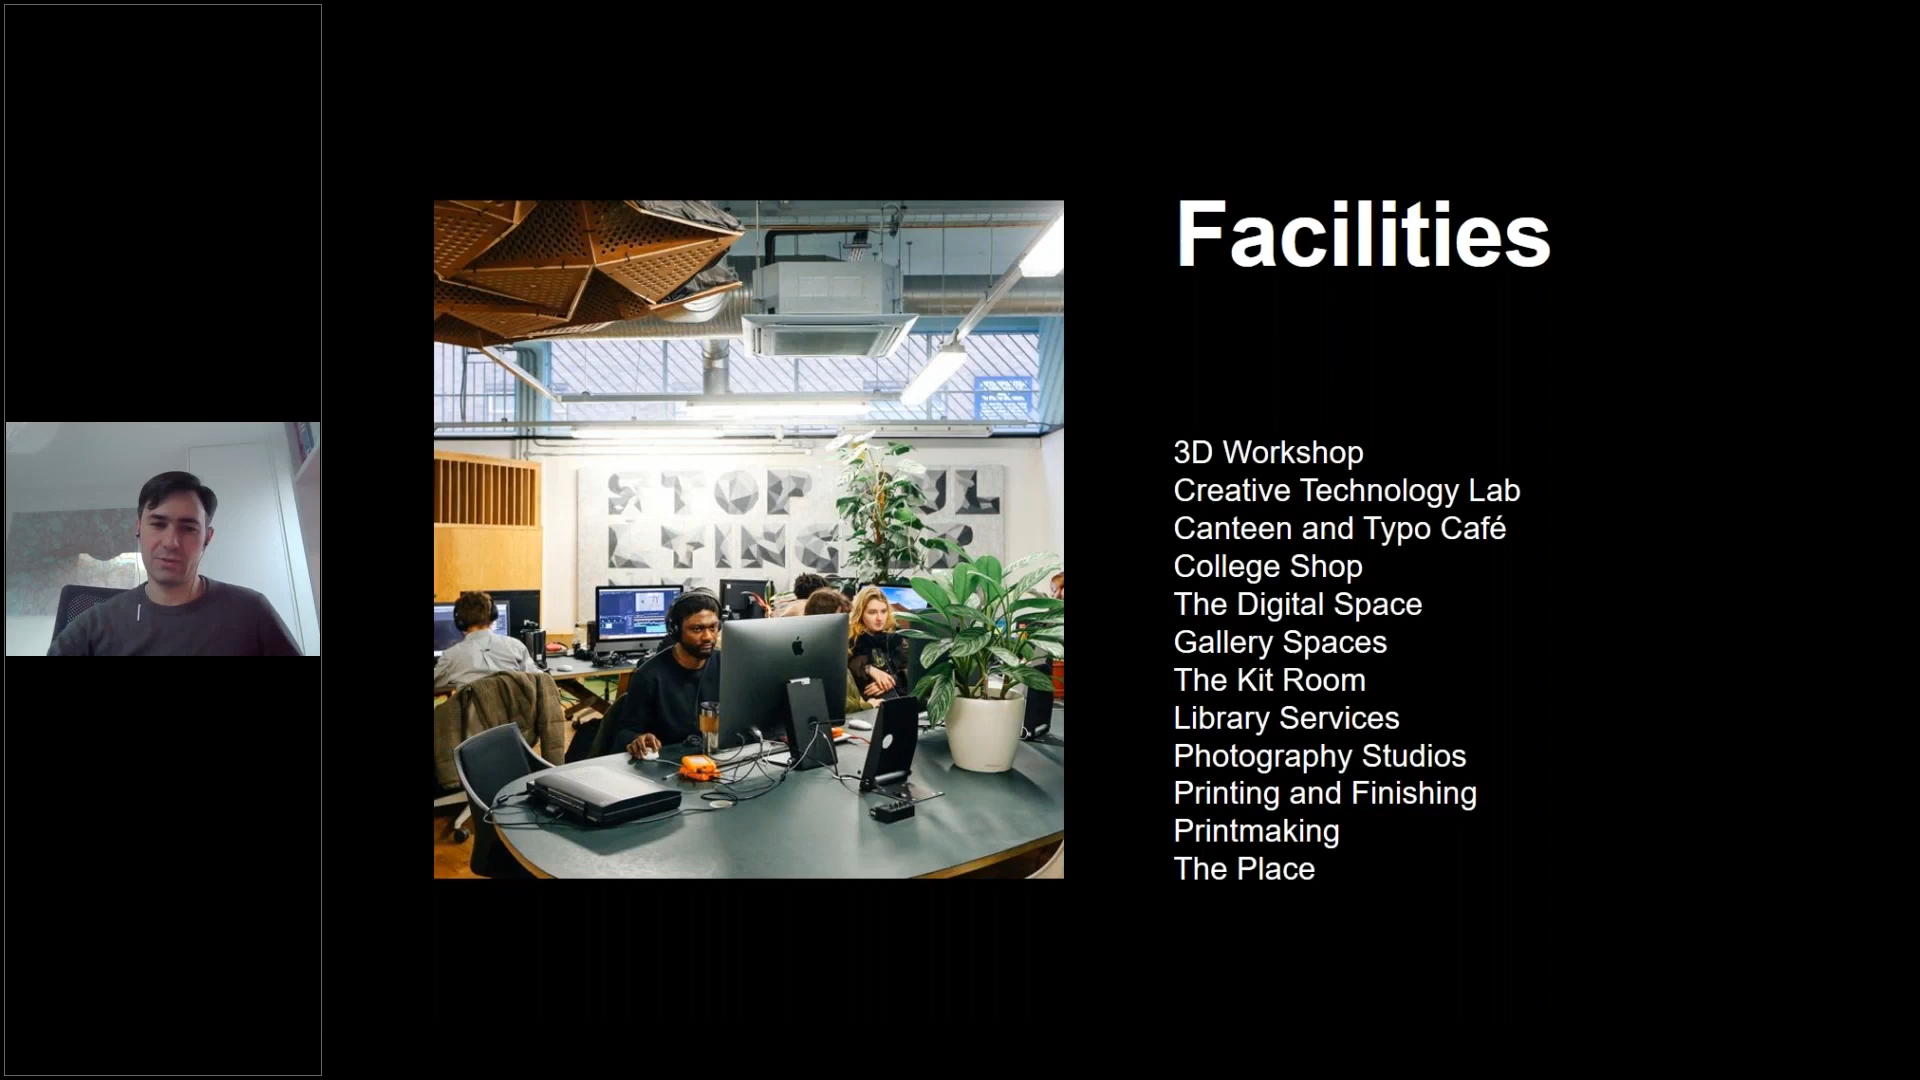 Facilities
3D Workshop
Creative Technology Lab
Canteen and Typo Café
College Shop
The Digital Space
Gallery Spaces
The Kit Room
Library Services
Photography Studios
Printing and Finishing
Printmaking
The Place
STOP